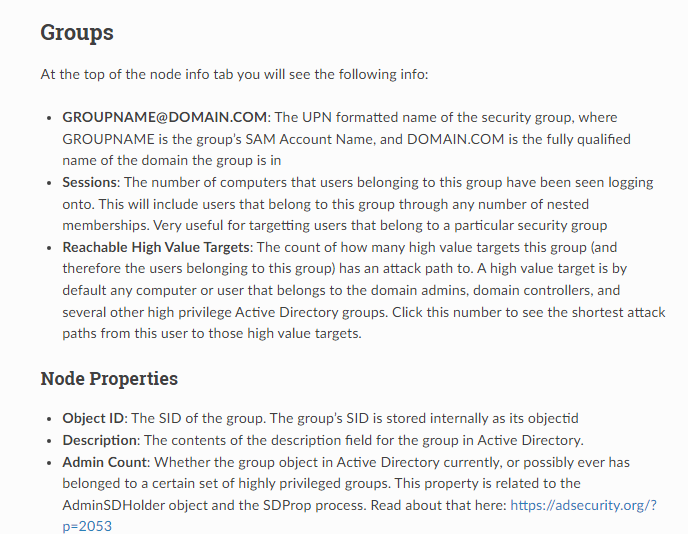 Groups
At the top of the node info tab you will see the following info:
• GROUPNAME@DOMAIN.COM: The UPN formatted name of the security group, where
GROUPNAME is the group's SAM Account Name, and DOMAIN.COM is the fully qualified
name of the domain the group is in
• Sessions: The number of computers that users belonging to this group have been seen logging
onto. This will include users that belong to this group through any number of nested
memberships. Very useful for targetting users that belong to a particular security group
• Reachable High Value Targets: The count of how many high value targets this group (and
therefore the users belonging to this group) has an attack path to. A high value target is by
default any computer or user that belongs to the domain admins, domain controllers, and
several other high privilege Active Directory groups. Click this number to see the shortest attack
paths from this user to those high value targets.
Node Properties
• Object ID: The SID of the group. The group's SID is stored internally as its objectid
• Description: The contents of the description field for the group in Active Directory.
• Admin Count: Whether the group object in Active Directory currently, or possibly ever has
belonged to a certain set of highly privileged groups. This property is related to the
AdminSDHolder object and the SDProp process. Read about that here: https://adsecurity.org/?
p=2053